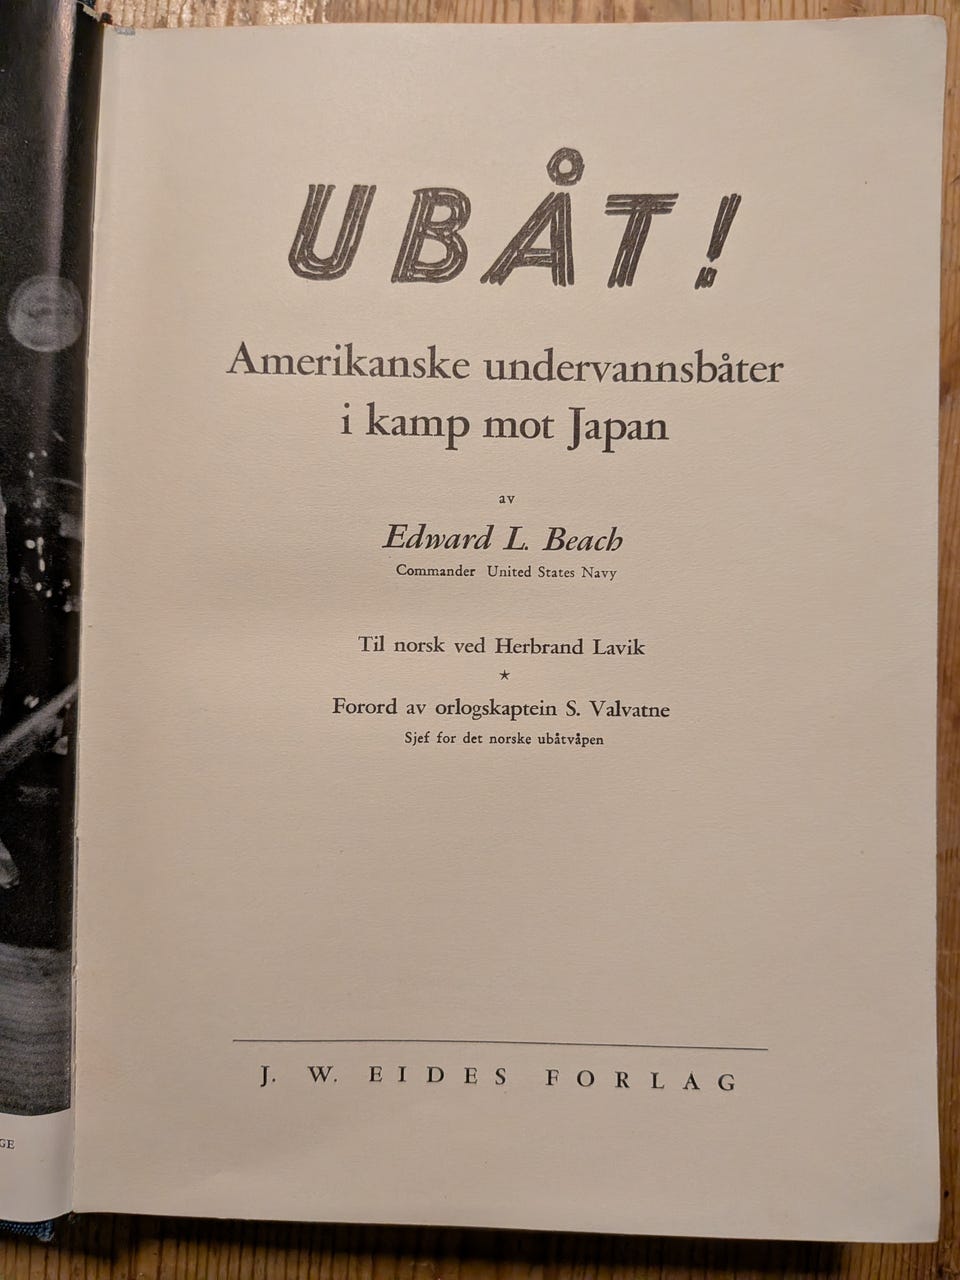 UBÅT!
Amerikanske undervannsbåter
i kamp mot Japan
av
Edward L. Beach
Commander United States Navy
Til norsk ved Herbrand Lavik
★
Forord av orlogskaptein S. Valvatne
Sjef for det norske ubåtvåpen
J. W. EIDES FORLAG